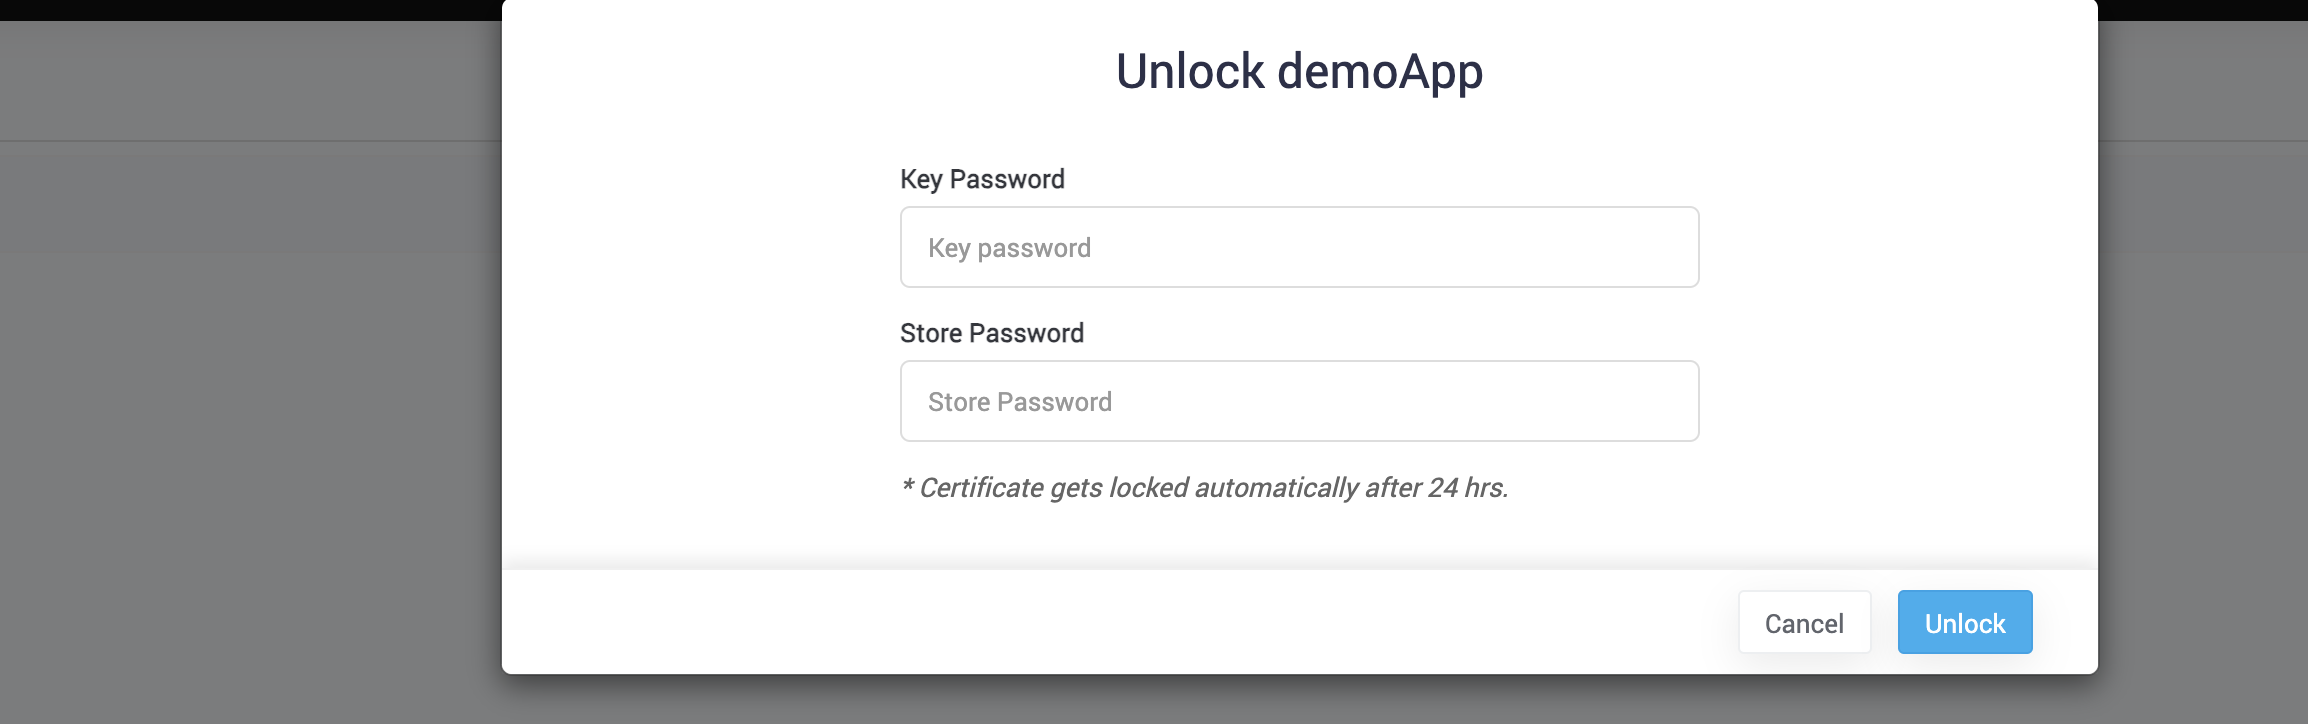 Unlock demoApp
Key Password
Key password
Store Password
Store Password
* Certificate gets locked automatically after 24 hrs.
Cancel
Unlock